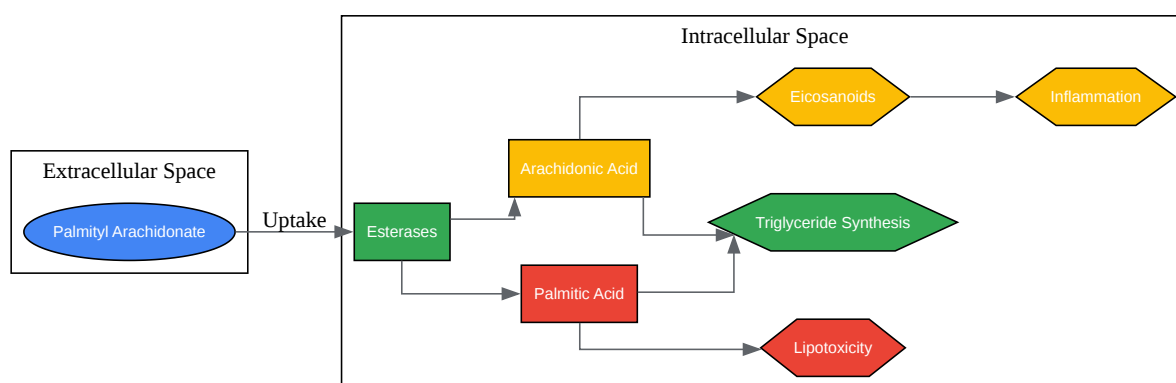 Intracellular Space
Eicosanoids
Inflammation
Extracellular Space
Arachidonic Acid
Palmityl Arachidonate
Uptake
Esterases
Triglyceride Synthesis
Palmitic Acid
Lipotoxicity